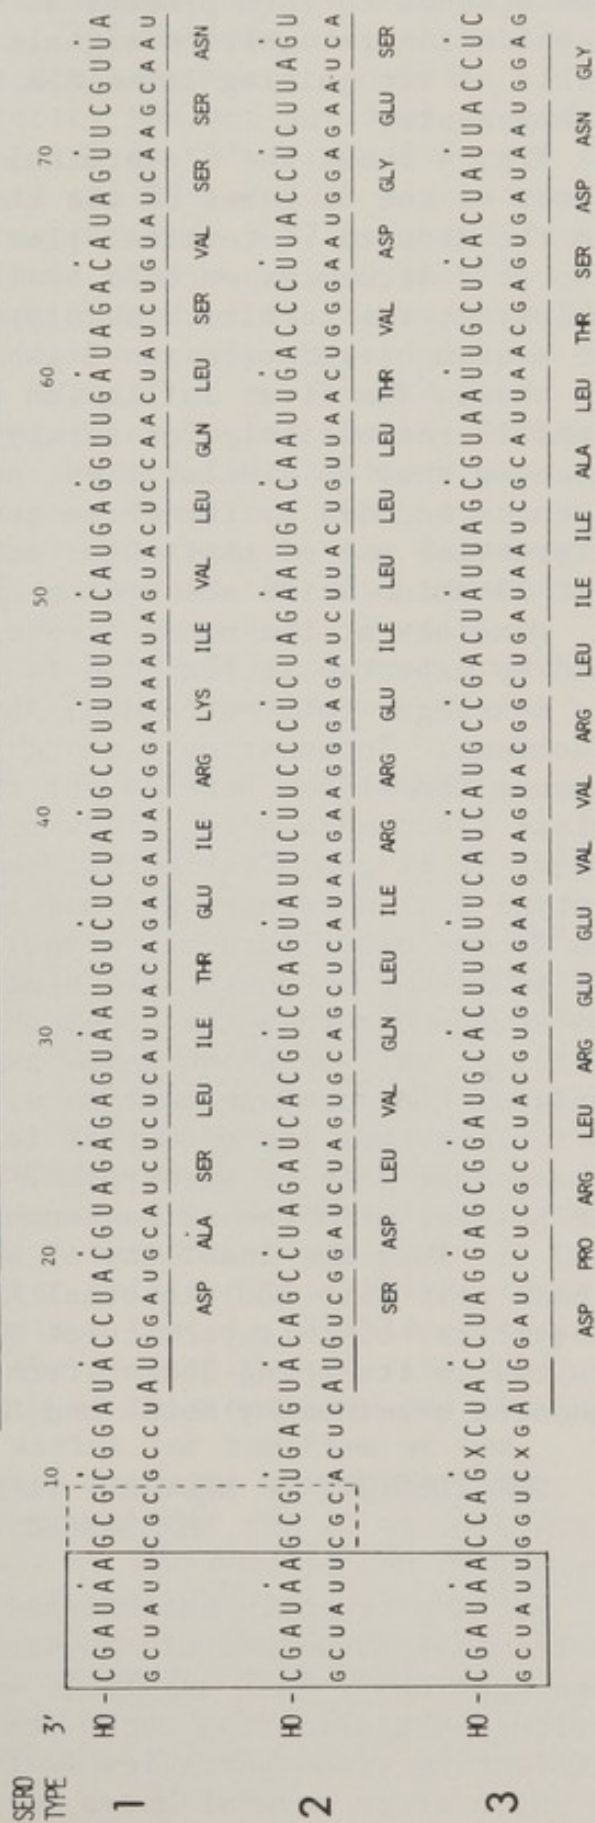 SERO TYPE 3'
10 20 30 40 50 60 70
1 HO-CGAUAAGCGCGGAUACCUACGUAGAGAGUAAUGUCUCUAUGCCUUUUAUCAUGAGGUUGAUAGACAUAGUUCGUUA
GCUAUUCGCGCCUAUGGAUGCAUCUCUCAUUACAGAGAUACGGAAAAUAGUACUCCAACUAUCUGUAUCAAGCAAU
ASP ALA SER LEU ILE THR GLU ILE ARG LYS ILE VAL LEU GLN LEU SER VAL SER SER ASN
2 HO-CGAUAAGCGUGAGUACAGCCUAGAUCACGUCGAGUAUUCUUCCCUCUAGAAUGACAAUUGACCCUUACCUCUUAGU
GCUAUUCGCACUCAUGUCGGAUCUAGUGCAGCUCAUAAGAAGGGAGAUCUUACUGUUAACUGGGAAUGGAGAAUCA
SER ASP LEU VAL GLN LEU ILE ARG ARG GLU ILE LEU LEU LEU THR VAL ASP GLY GLU SER
3 HO-CGAUAACCAGXCUACCUAGGAGCGGAUGCACUUCUUCAUCAUGCCGACUAUUAGCGUAAUUGCUCACUAUUACCUC
GCUAUUGGUCXGAUGGAUCCUCGCCUACGUGAAGAAGUAGUACGGCUGAUAAUCGCAUUAACGAGUGAUAAUGGAG
ASP PRO ARG LEU ARG GLU GLU VAL VAL ARG LEU ILE ILE ALA LEU THR SER ASP ASN GLY